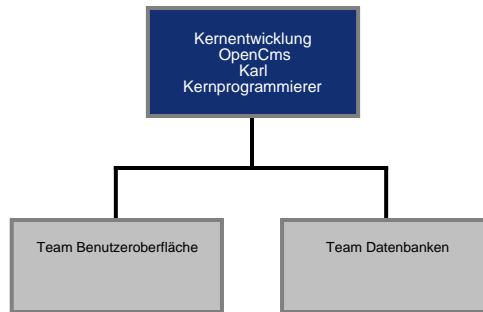 Kernentwicklung
OpenCms
Karl
Kernprogrammierer
Team Benutzeroberfläche
Team Datenbanken